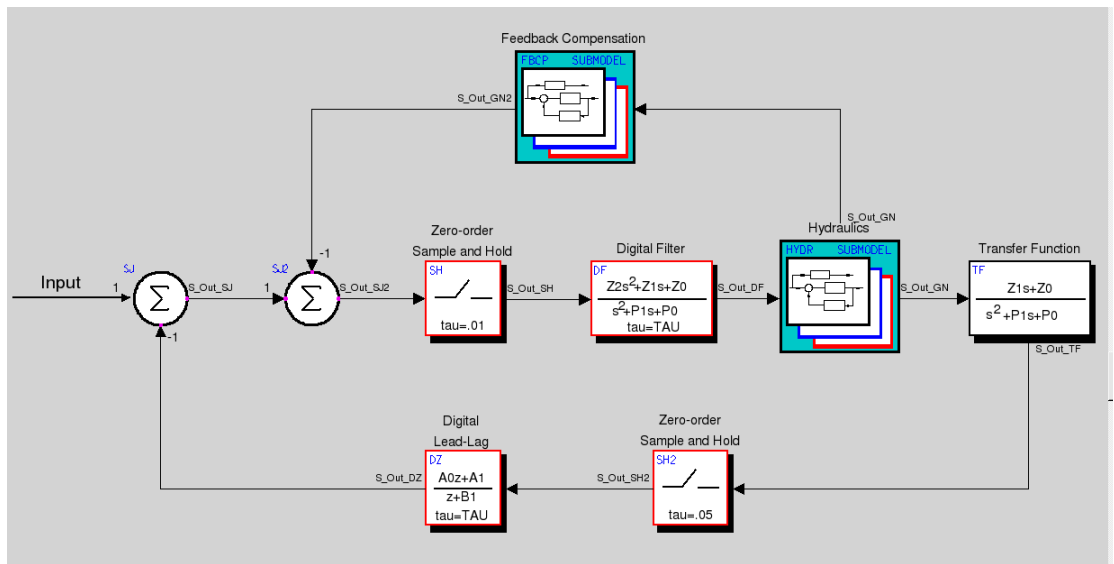 Feedback Compensation
FBCP SUBMODEL
S_Out_GN2
S_Out_GN
-1
Zero-order
Sample and Hold
Digital Filter
Hydraulics
Transfer Function
Input
SJ
1
S_Out_SJ
-1
SJ2
1
S_Out_SJ2
SH
tau=.01
S_Out_SH
DF
Z2s²+Z1s+Z0
s²+P1s+P0
tau=TAU
S_Out_DF
HYDR SUBMODEL
S_Out_GN
TF
Z1s+Z0
s²+P1s+P0
S_Out_TF
Digital
Lead-Lag
Zero-order
Sample and Hold
S_Out_DZ
DZ
A0z+A1
z+B1
tau=TAU
S_Out_SH2
SH2
tau=.05
Σ
Σ